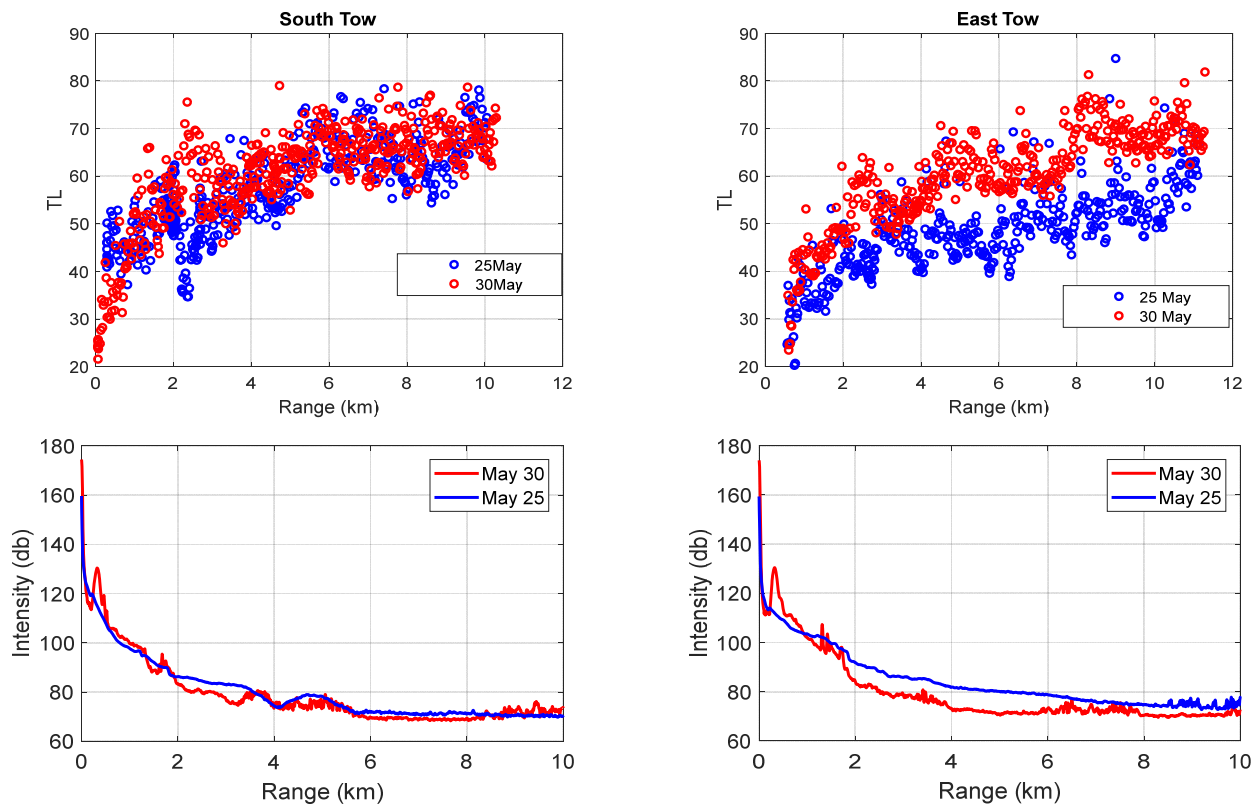 South Tow
90
80
70
60
50
40
30
20
TL
25May
30May
0 2 4 6 8 10 12
Range (km)
East Tow
90
80
70
60
50
40
30
20
TL
25 May
30 May
0 2 4 6 8 10 12
Range (km)
180
160
140
120
100
80
60
Intensity (db)
May 30
May 25
0 2 4 6 8 10
Range (km)
180
160
140
120
100
80
60
Intensity (db)
May 30
May 25
0 2 4 6 8 10
Range (km)